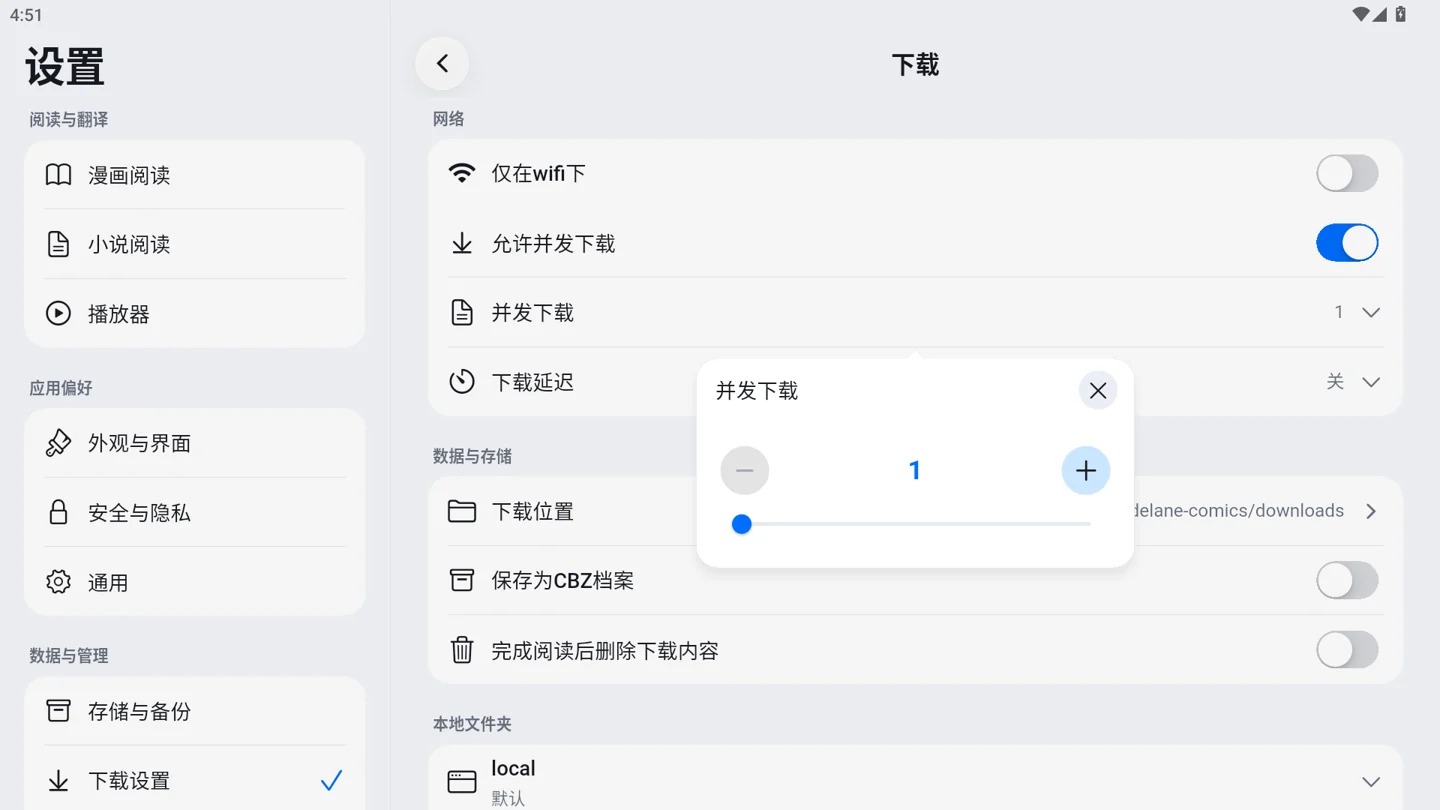 4:51
设置
阅读与翻译
漫画阅读
小说阅读
播放器
应用偏好
外观与界面
安全与隐私
通用
数据与管理
存储与备份
下载设置
下载
网络
仅在wifi下
允许并发下载
并发下载
1
下载延迟
关
并发下载
1
数据与存储
下载位置
delane-comics/downloads
保存为CBZ档案
完成阅读后删除下载内容
本地文件夹
local
默认